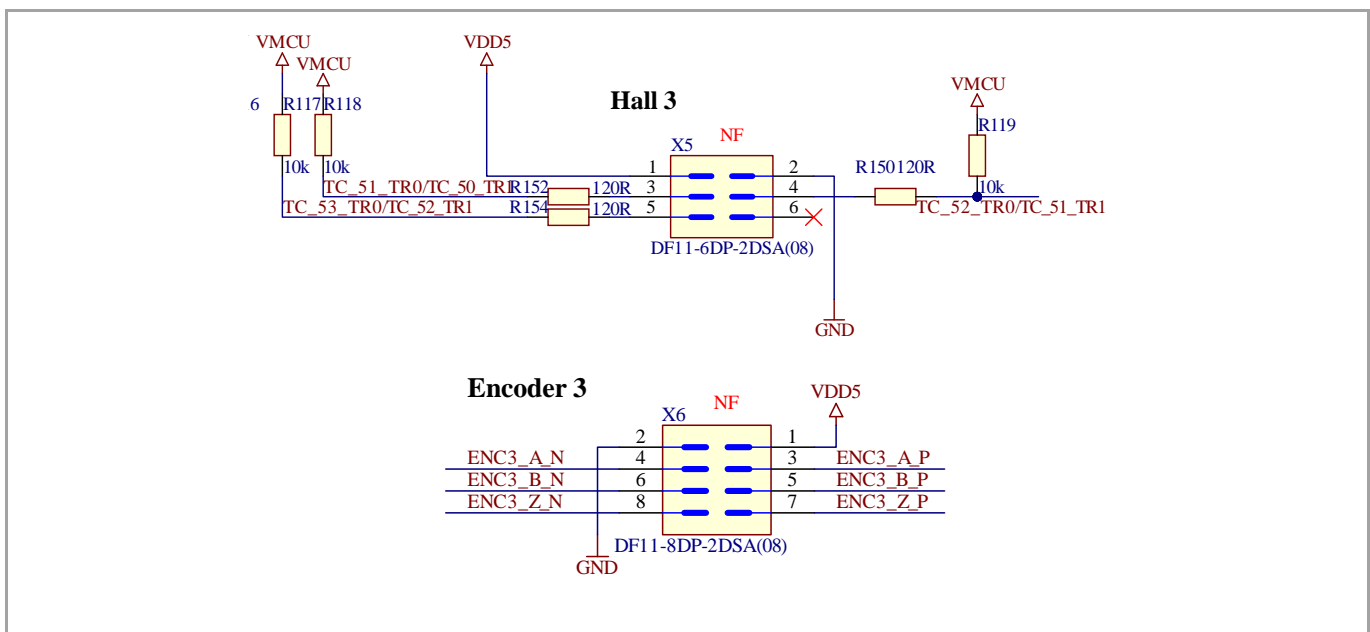 VMCU
VDD5
VMCU
VMCU
Hall 3
6 R117 R118
R119
X5 NF
10k 10k
1 2
R150 120R
TC_51_TR0/TC_50_TR1 R152 120R 3 4
10k
TC_53_TR0/TC_52_TR1 R154 120R 5 6
TC_52_TR0/TC_51_TR1
DF11-6DP-2DSA(08)
GND
Encoder 3
VDD5
X6 NF
2 1
ENC3_A_N 4 3 ENC3_A_P
ENC3_B_N 6 5 ENC3_B_P
ENC3_Z_N 8 7 ENC3_Z_P
DF11-8DP-2DSA(08)
GND